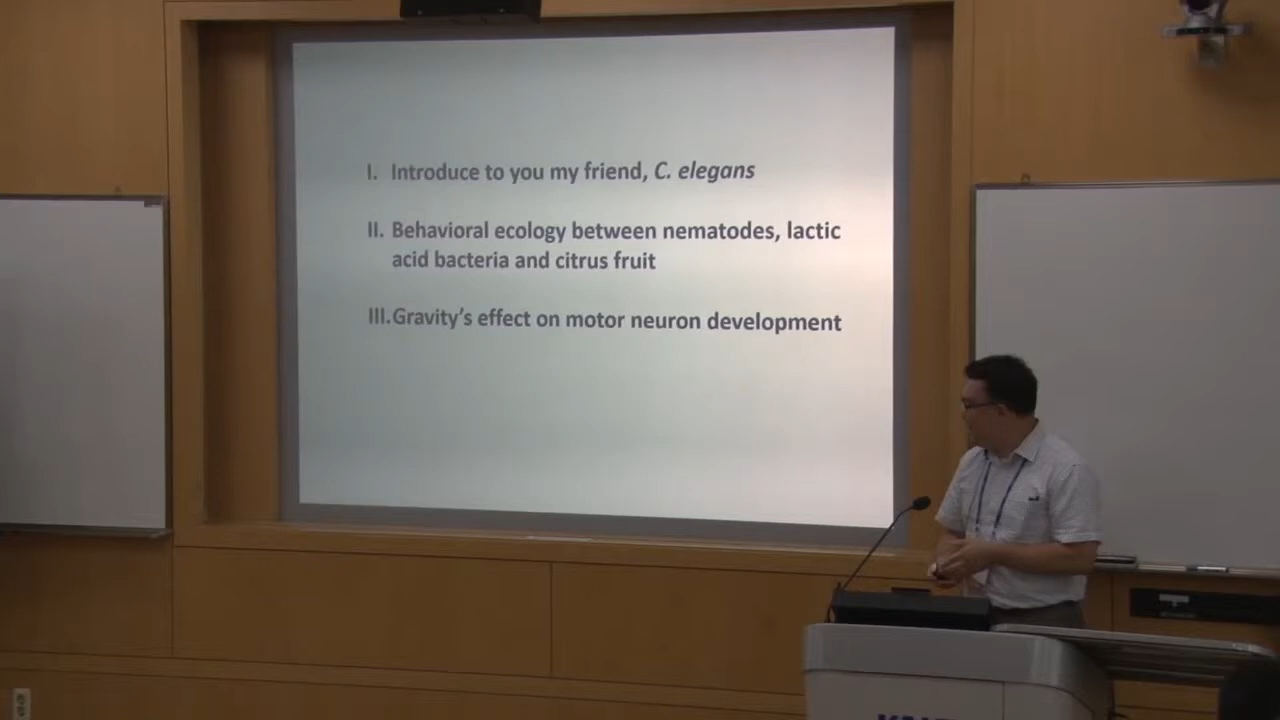 I. Introduce to you my friend, C. elegans
II. Behavioral ecology between nematodes, lactic
acid bacteria and citrus fruit
III.Gravity's effect on motor neuron development